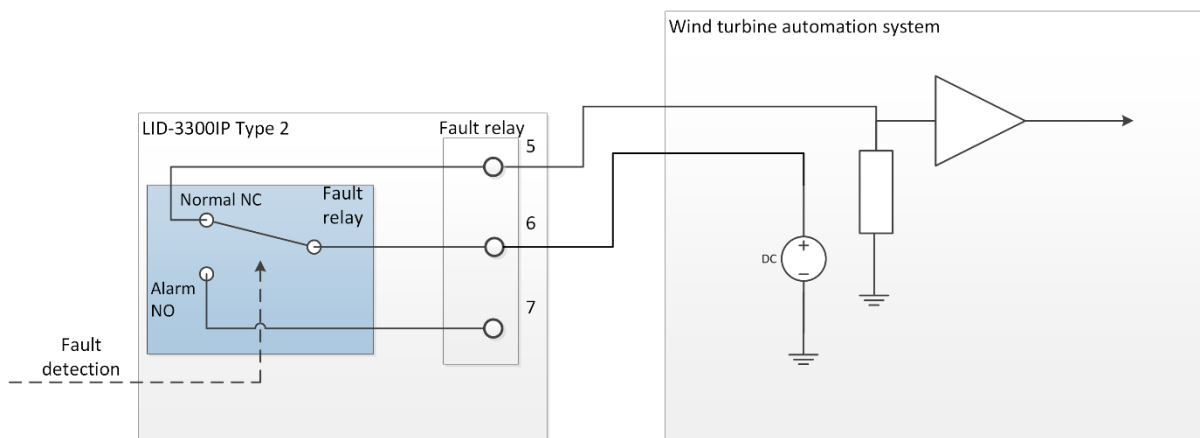 Wind turbine automation system
LID-3300IP Type 2
Fault relay
5
Normal NC
Fault
relay
6
DC
+
−
Alarm
NO
7
Fault
detection